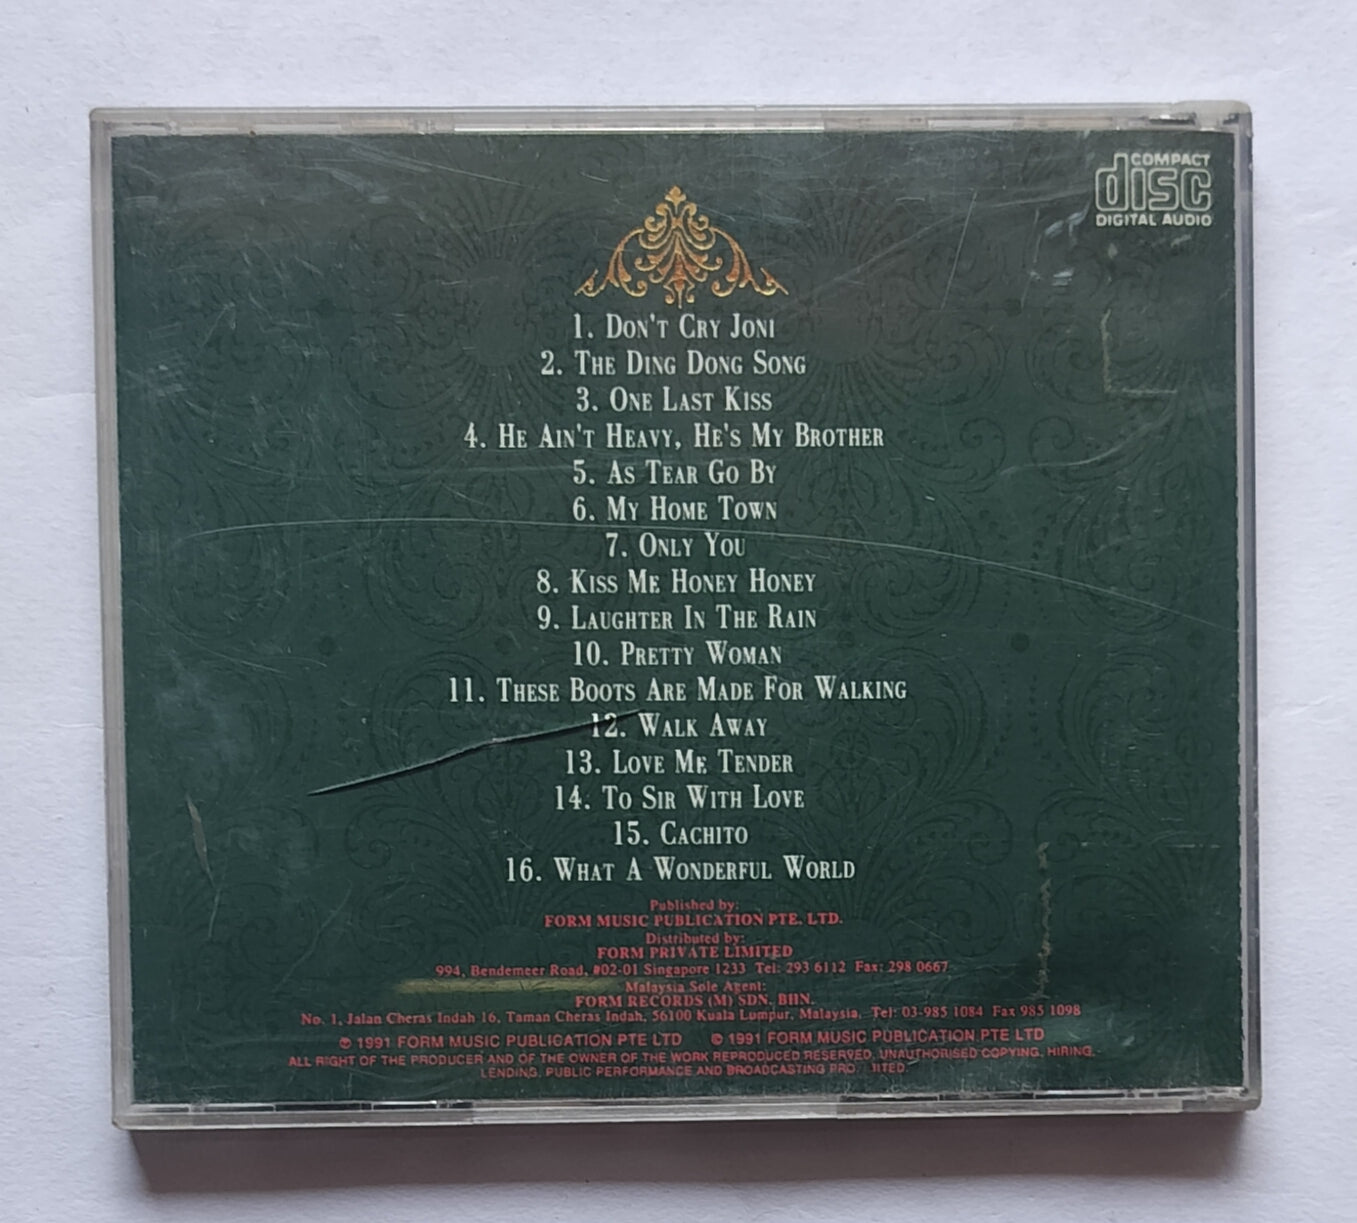 COMPACT
disc
DIGITAL AUDIO
1. DON'T CRY JONI
2. THE DING DONG SONG
3. ONE LAST KISS
4. HE AIN'T HEAVY, HE'S MY BROTHER
5. AS TEAR GO BY
6. MY HOME TOWN
7. ONLY YOU
8. KISS ME HONEY HONEY
9. LAUGHTER IN THE RAIN
10. PRETTY WOMAN
11. THESE BOOTS ARE MADE FOR WALKING
12. WALK AWAY
13. LOVE ME TENDER
14. TO SIR WITH LOVE
15. CACHITO
16. WHAT A WONDERFUL WORLD
Published by:
FORM MUSIC PUBLICATION PTE. LTD.
Distributed by:
FORM PRIVATE LIMITED
994, Bendemeer Road, #02-01 Singapore 1233 Tel: 293 6112 Fax: 298 0667
Malaysia Sole Agent:
FORM RECORDS (M) SDN. BHN.
No. 1, Jalan Cheras Indah 16, Taman Cheras Indah, 56100 Kuala Lumpur, Malaysia, Tel: 03-985 1084 Fax 985 1098
℗ 1991 FORM MUSIC PUBLICATION PTE LTD © 1991 FORM MUSIC PUBLICATION PTE LTD
ALL RIGHT OF THE PRODUCER AND OF THE OWNER OF THE WORK REPRODUCED RESERVED, UNAUTHORISED COPYING, HIRING,
LENDING, PUBLIC PERFORMANCE AND BROADCASTING